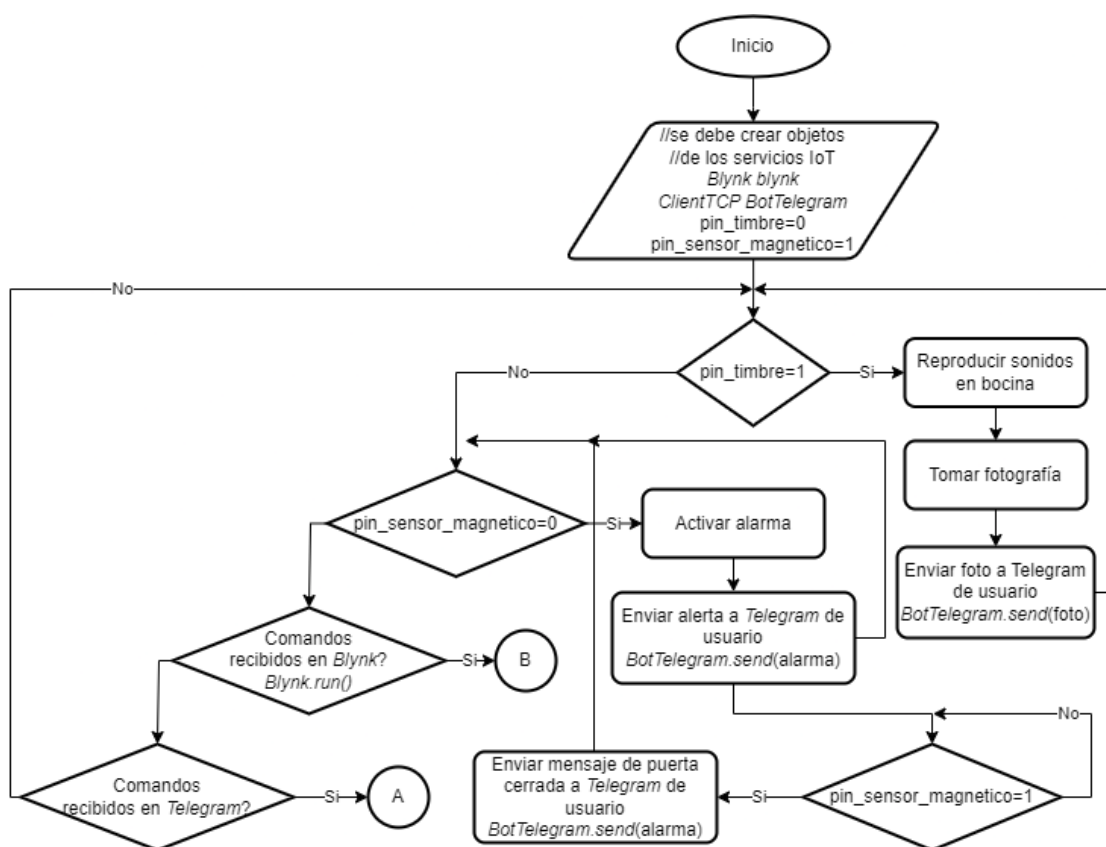 Inicio
//se debe crear objetos
//de los servicios IoT
Blynk blynk
ClientTCP BotTelegram
pin_timbre=0
pin_sensor_magnetico=1
No
pin_timbre=1
Si
No
Reproducir sonidos
en bocina
Tomar fotografía
Enviar foto a Telegram
de usuario
BotTelegram.send(foto)
pin_sensor_magnetico=0
Si
Activar alarma
Enviar alerta a Telegram de
usuario
BotTelegram.send(alarma)
Comandos
recibidos en Blynk?
Blynk.run()
Si
B
No
Comandos
recibidos en Telegram?
Si
A
Enviar mensaje de puerta
cerrada a Telegram de
usuario
BotTelegram.send(alarma)
Si
pin_sensor_magnetico=1